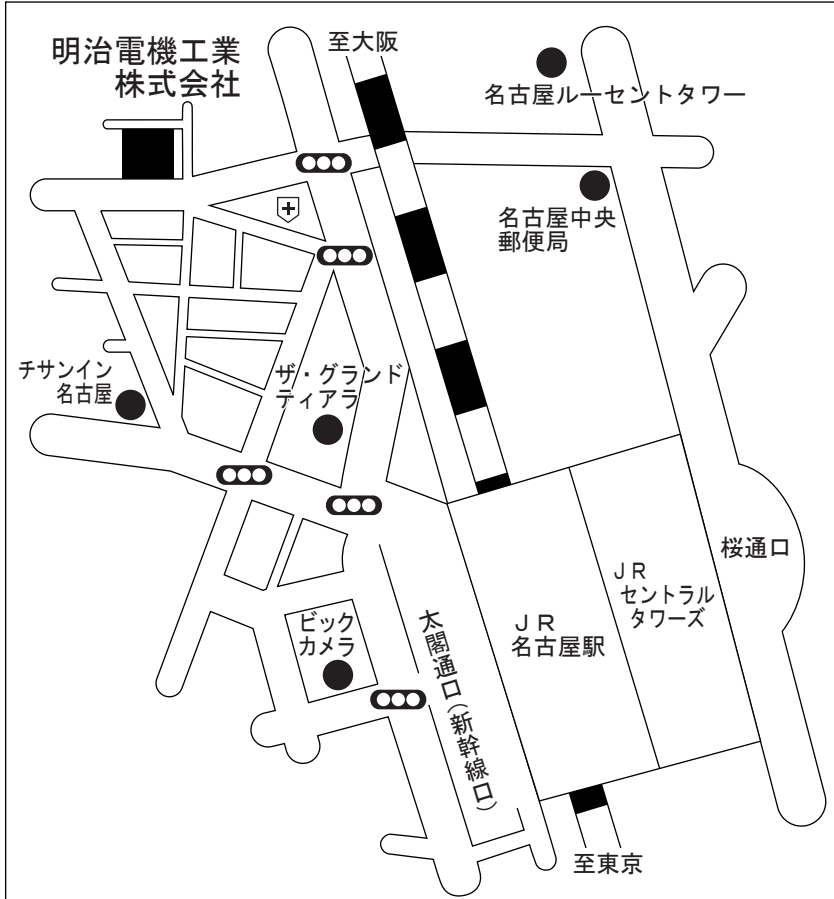 明治電機工業
株式会社
至大阪
名古屋ルーセントタワー
名古屋中央
郵便局
チサンイン
名古屋
ザ・グランド
ティアラ
桜通口
JR
セントラル
タワーズ
JR
名古屋駅
太閤通口(新幹線口)
ビック
カメラ
至東京